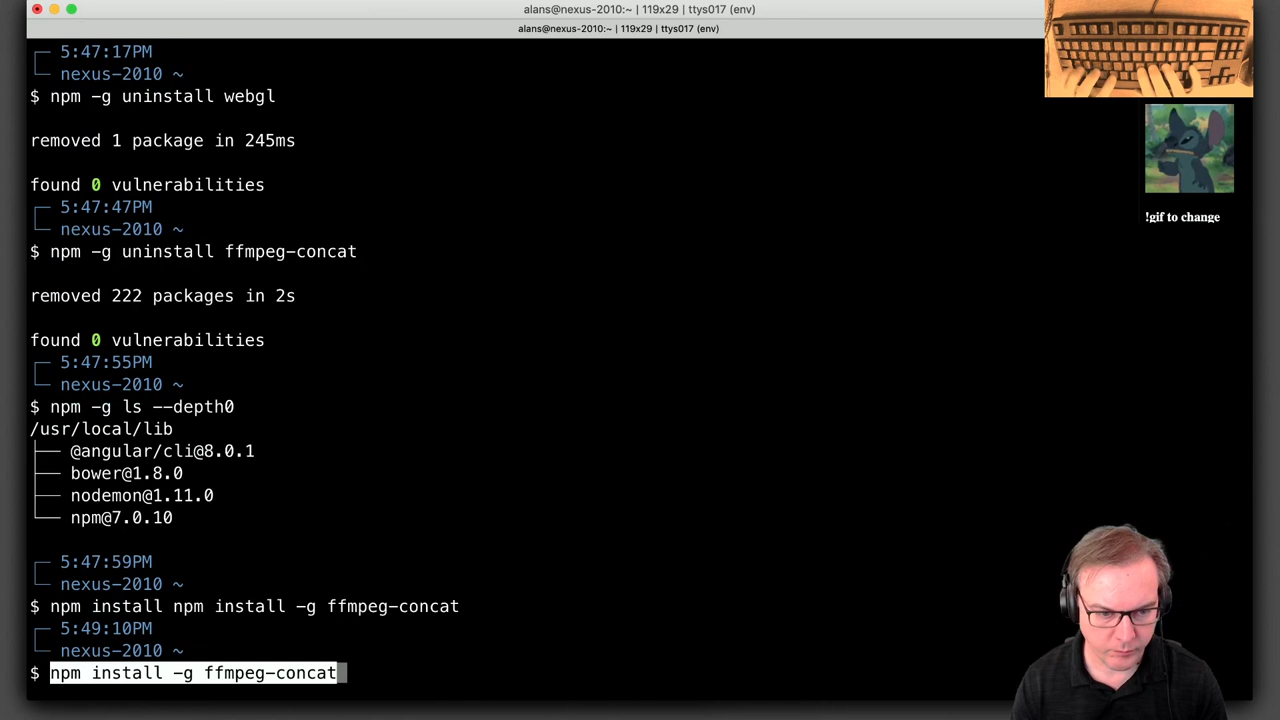 alans@nexus-2010:~ | 119x29 | ttys017 (env)
alans@nexus-2010:~ | 119x29 | ttys017 (env)
5:47:17PM
nexus-2010 ~
$ npm -g uninstall webgl
removed 1 package in 245ms
found 0 vulnerabilities
5:47:47PM
nexus-2010 ~
$ npm -g uninstall ffmpeg-concat
removed 222 packages in 2s
found 0 vulnerabilities
5:47:55PM
nexus-2010 ~
$ npm -g ls --depth0
/usr/local/lib
├── @angular/cli@8.0.1
├── bower@1.8.0
├── nodemon@1.11.0
└── npm@7.0.10
5:47:59PM
nexus-2010 ~
$ npm install npm install -g ffmpeg-concat
5:49:10PM
nexus-2010 ~
$ npm install -g ffmpeg-concat
!gif to change